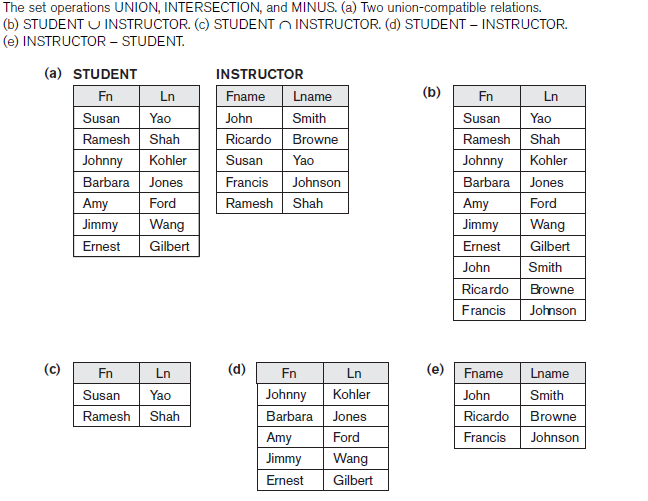 The set operations UNION, INTERSECTION, and MINUS. (a) Two union-compatible relations.
(b) STUDENT ∪ INSTRUCTOR. (c) STUDENT ∩ INSTRUCTOR. (d) STUDENT – INSTRUCTOR.
(e) INSTRUCTOR – STUDENT.
(a) STUDENT
Fn Ln
Susan Yao
Ramesh Shah
Johnny Kohler
Barbara Jones
Amy Ford
Jimmy Wang
Ernest Gilbert
INSTRUCTOR
Fname Lname
John Smith
Ricardo Browne
Susan Yao
Francis Johnson
Ramesh Shah
(b)
Fn Ln
Susan Yao
Ramesh Shah
Johnny Kohler
Barbara Jones
Amy Ford
Jimmy Wang
Ernest Gilbert
John Smith
Ricardo Browne
Francis Johnson
(c)
Fn Ln
Susan Yao
Ramesh Shah
(d)
Fn Ln
Johnny Kohler
Barbara Jones
Amy Ford
Jimmy Wang
Ernest Gilbert
(e)
Fname Lname
John Smith
Ricardo Browne
Francis Johnson